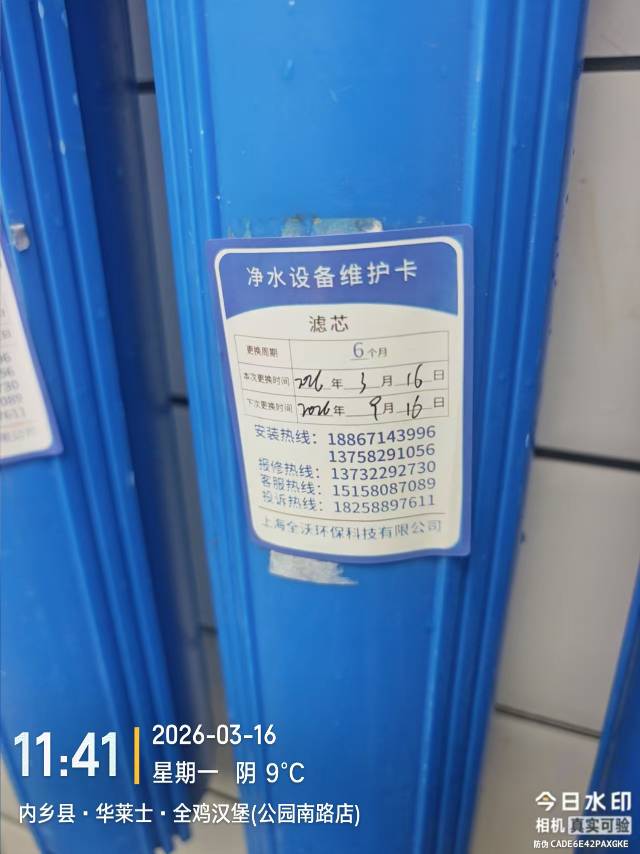 净水设备维护卡
滤芯
更换周期 6个月
本次更换时间 2026年 3月 16日
下次更换时间 2026年 9月 16日
安装热线：18867143996
13758291056
报修热线：13732292730
客服热线：15158087089
投诉热线：18258897611
上海全沃环保科技有限公司
11:41
2026-03-16
星期一 阴 9°C
内乡县·华莱士·全鸡汉堡(公园南路店)
今日水印
相机 真实可验
防伪 CADE6E42PAXGKE